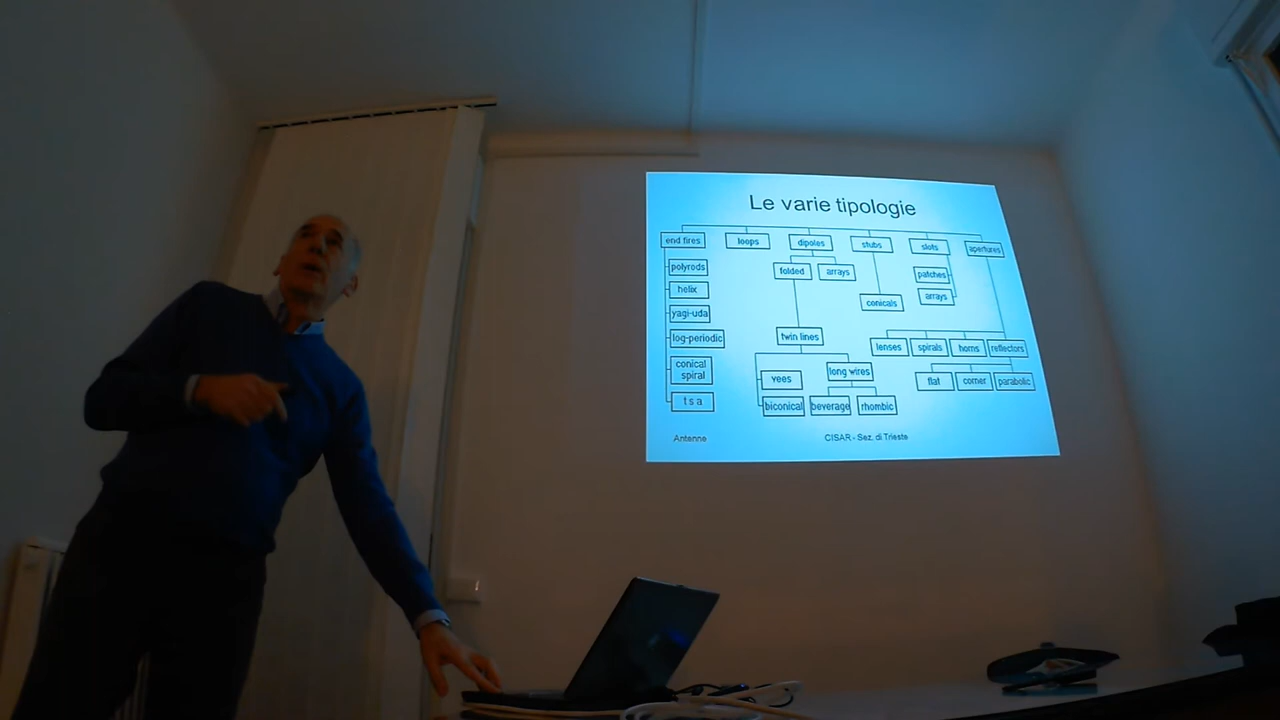 Le varie tipologie
end fires
loops
dipoles
stubs
slots
apertures
polyrods
folded
arrays
patches
helix
conicals
arrays
yagi-uda
log-periodic
twin lines
lenses
spirals
horns
reflectors
conical
spiral
vees
long wires
flat
corner
parabolic
t s a
biconical
beverage
rhombic
Antenne
CISAR - Sez. di Trieste